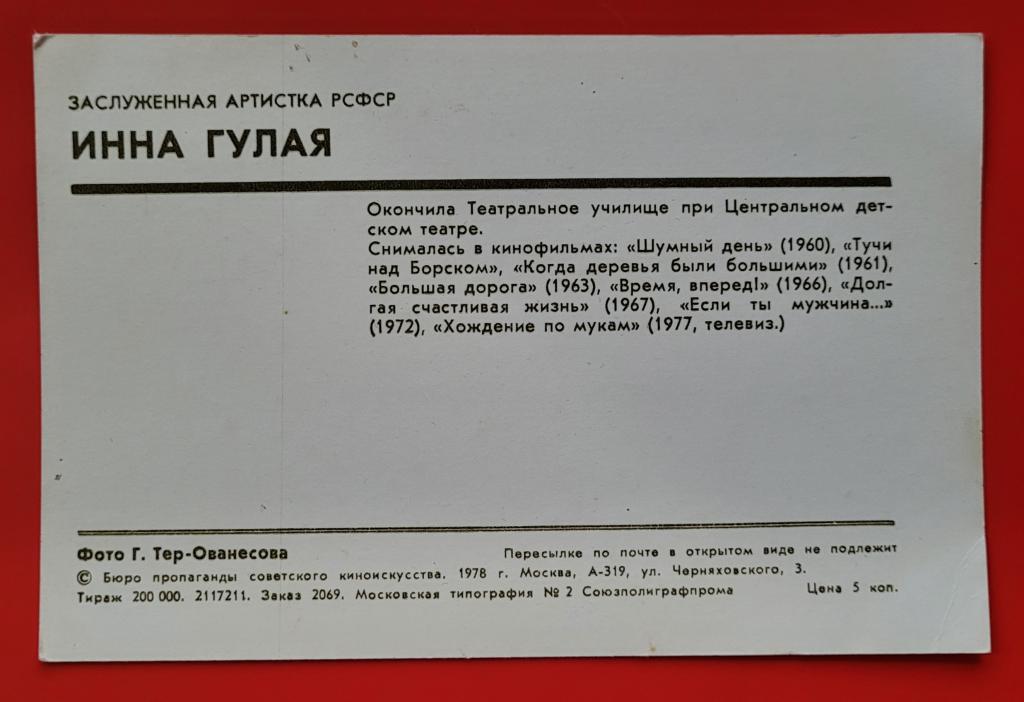 ЗАСЛУЖЕННАЯ АРТИСТКА РСФСР
ИННА ГУЛАЯ
Окончила Театральное училище при Центральном дет-
ском театре.
Снималась в кинофильмах: «Шумный день» (1960), «Тучи
над Борском», «Когда деревья были большими» (1961),
«Большая дорога» (1963), «Время, вперед!» (1966), «Дол-
гая счастливая жизнь» (1967), «Если ты мужчина...»
(1972), «Хождение по мукам» (1977, телевиз.)
Фото Г. Тер-Ованесова Пересылке по почте в открытом виде не подлежит
© Бюро пропаганды советского киноискусства. 1978 г. Москва, А-319, ул. Черняховского, 3.
Тираж 200 000. 2117211. Заказ 2069. Московская типография № 2 Союзполиграфпрома Цена 5 коп.